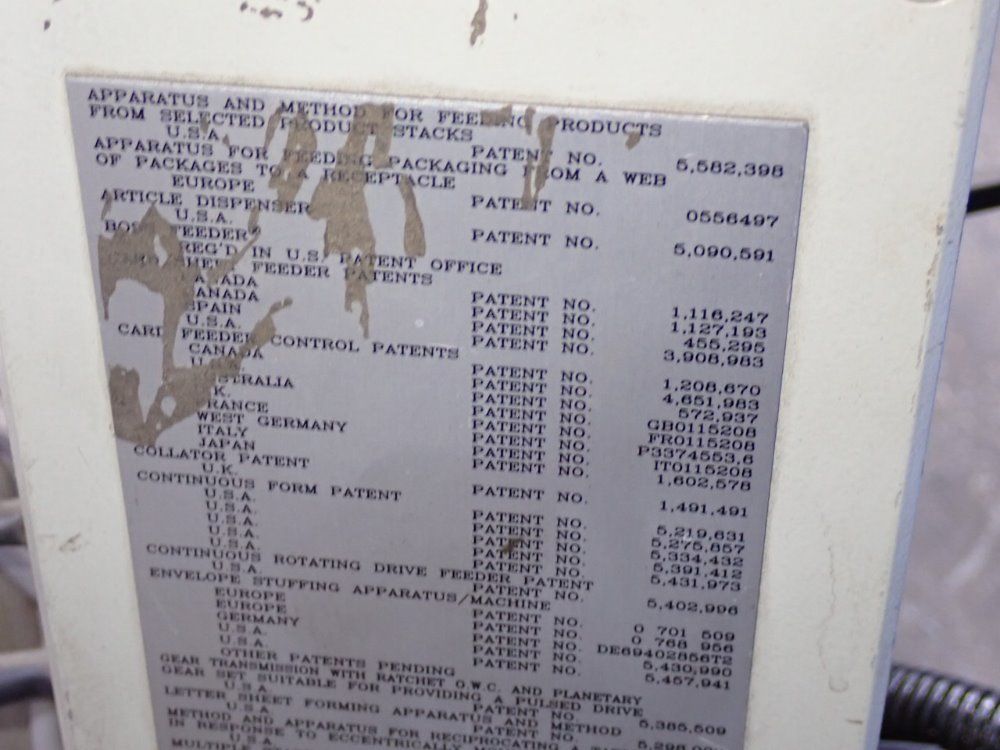 APPARATUS AND METHOD FOR FEEDING PRODUCTS
FROM SELECTED PRODUCT STACKS
U.S.A. PATENT NO. 5,582,398
APPARATUS FOR FEEDING PACKAGING FROM A WEB
OF PACKAGES TO A RECEPTACLE
EUROPE PATENT NO. 0556497
ARTICLE DISPENSER
U.S.A. PATENT NO. 5,090,591
FEEDER
REG'D IN U.S. PATENT OFFICE
FEEDER PATENTS
CANADA PATENT NO. 1,116,247
CANADA PATENT NO. 1,127,193
SPAIN PATENT NO. 455,295
U.S.A. PATENT NO. 3,908,983
CARD FEEDER CONTROL PATENTS
CANADA PATENT NO. 1,208,670
U.S.A. PATENT NO. 4,651,983
AUSTRALIA PATENT NO. 572,937
U.K. PATENT NO. GB0115208
FRANCE PATENT NO. FR0115208
WEST GERMANY PATENT NO. P3374553,6
ITALY PATENT NO. IT0115208
JAPAN PATENT NO. 1,602,578
COLLATOR PATENT
U.K. PATENT NO. 1,491,491
CONTINUOUS FORM PATENT
U.S.A. PATENT NO. 5,219,631
U.S.A. PATENT NO. 5,275,857
U.S.A. PATENT NO. 5,334,432
U.S.A. PATENT NO. 5,391,412
U.S.A. PATENT NO. 5,431,973
CONTINUOUS ROTATING DRIVE FEEDER PATENT
U.S.A. PATENT NO. 5,402,996
ENVELOPE STUFFING APPARATUS/MACHINE
EUROPE PATENT NO. 0 701 509
EUROPE PATENT NO. 0 768 956
GERMANY PATENT NO. DE69402856T2
U.S.A. PATENT NO. 5,430,990
U.S.A. PATENT NO. 5,457,941
OTHER PATENTS PENDING
GEAR TRANSMISSION WITH RATCHET O.W.C. AND PLANETARY
GEAR SET SUITABLE FOR PROVIDING A PULSED DRIVE
U.S.A. PATENT NO. 5,385,509
LETTER SHEET FORMING APPARATUS AND METHOD
U.S.A. PATENT NO.
METHOD AND APPARATUS FOR RECIPROCATING A
IN RESPONSE TO ECCENTRICALLY
U.S.A.
MULTIPLE